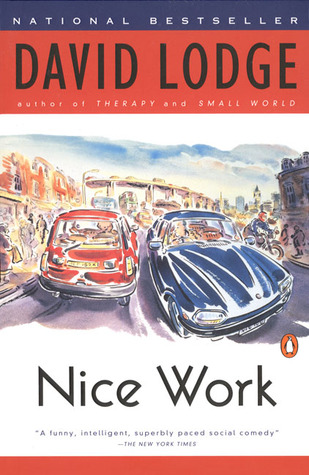 NATIONAL BESTSELLER
DAVID LODGE
author of THERAPY and SMALL WORLD
Nice Work
"A funny, intelligent, superbly paced social comedy"
—THE NEW YORK TIMES